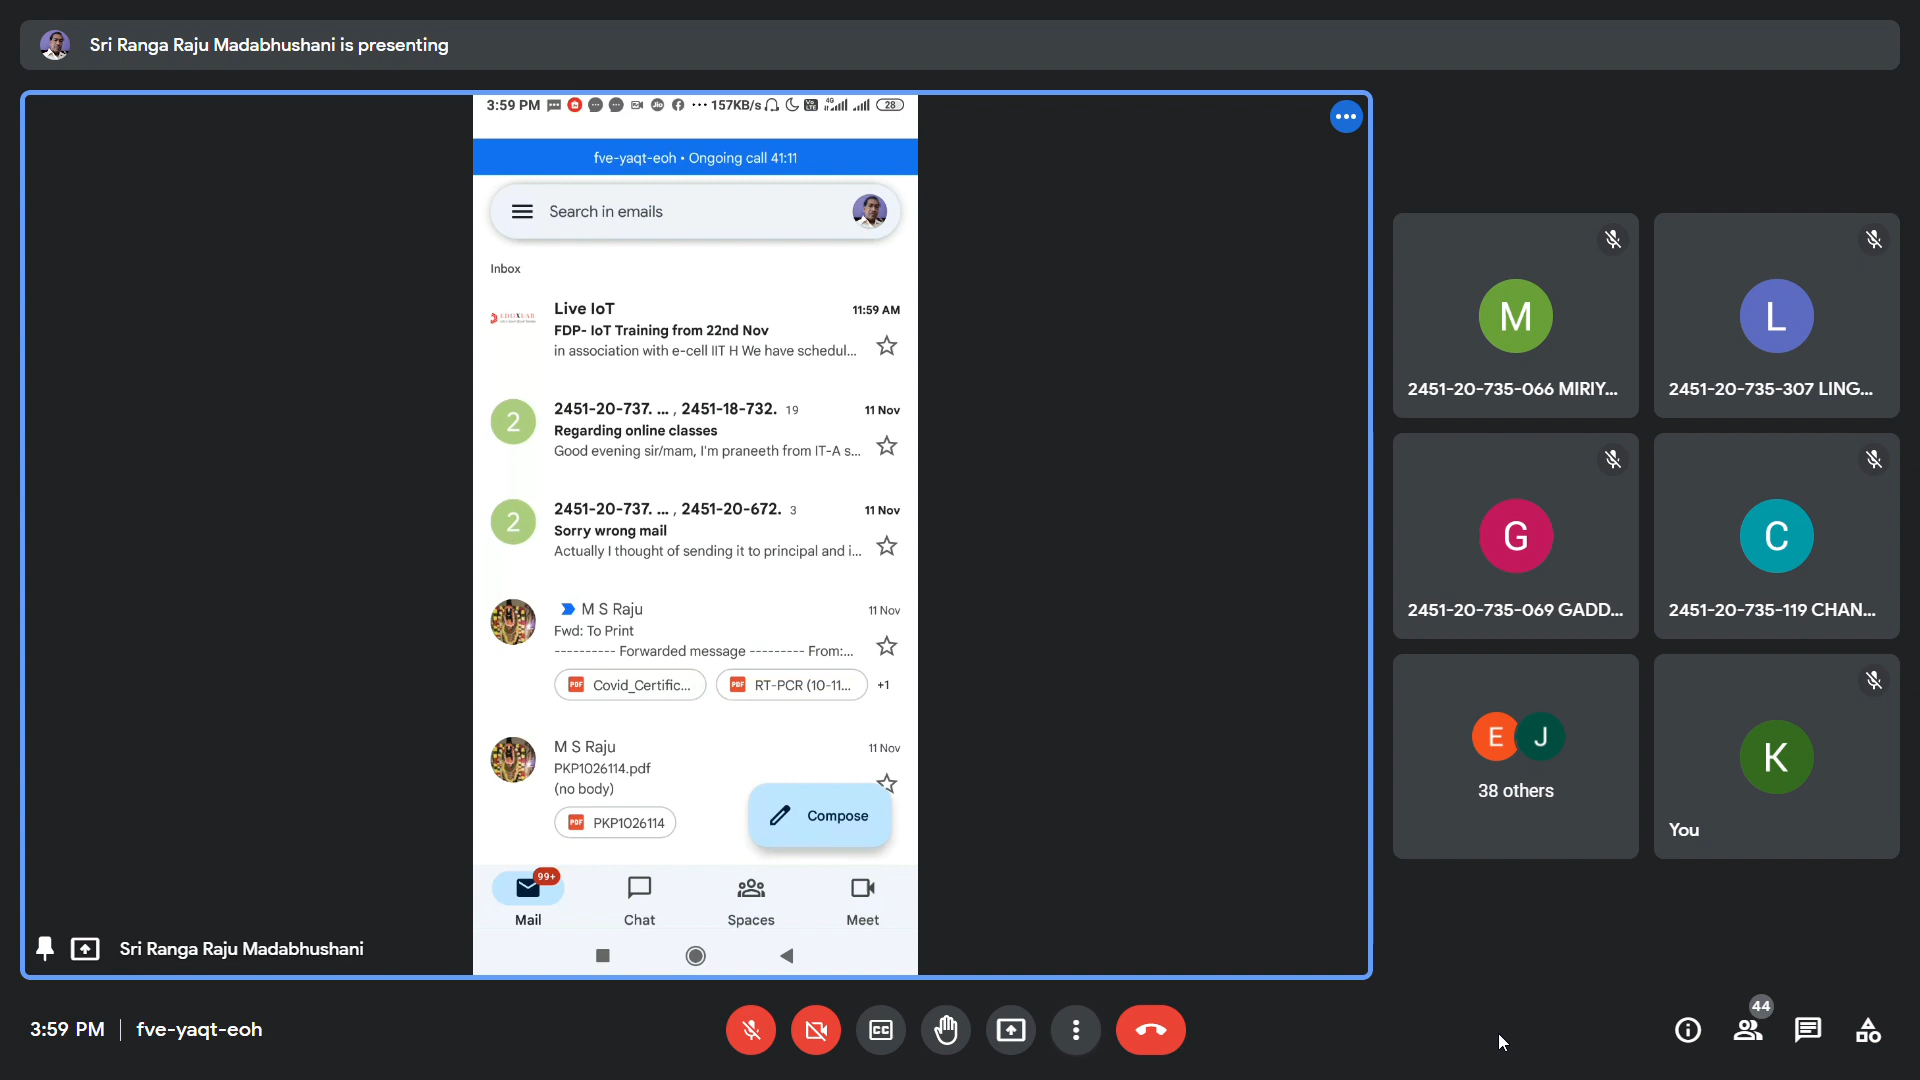 Sri Ranga Raju Madabhushani is presenting
3:59 PM ··· 157KB/s 4G 28
fve-yaqt-eoh • Ongoing call 41:11
Search in emails
Inbox
Live IoT 11:59 AM
FDP- IoT Training from 22nd Nov
in association with e-cell IIT H We have schedul...
2 2451-20-737. ... , 2451-18-732. 19 11 Nov
Regarding online classes
Good evening sir/mam, I'm praneeth from IT-A s...
2 2451-20-737. ... , 2451-20-672. 3 11 Nov
Sorry wrong mail
Actually I thought of sending it to principal and i...
M S Raju 11 Nov
Fwd: To Print
---------- Forwarded message --------- From:...
PDF Covid_Certific... PDF RT-PCR (10-11... +1
M S Raju 11 Nov
PKP1026114.pdf
(no body)
PDF PKP1026114
Compose
99+
Mail Chat Spaces Meet
Sri Ranga Raju Madabhushani
M
2451-20-735-066 MIRIY...
L
2451-20-735-307 LING...
G
2451-20-735-069 GADD...
C
2451-20-735-119 CHAN...
E J
38 others
K
You
3:59 PM | fve-yaqt-eoh
CC
44